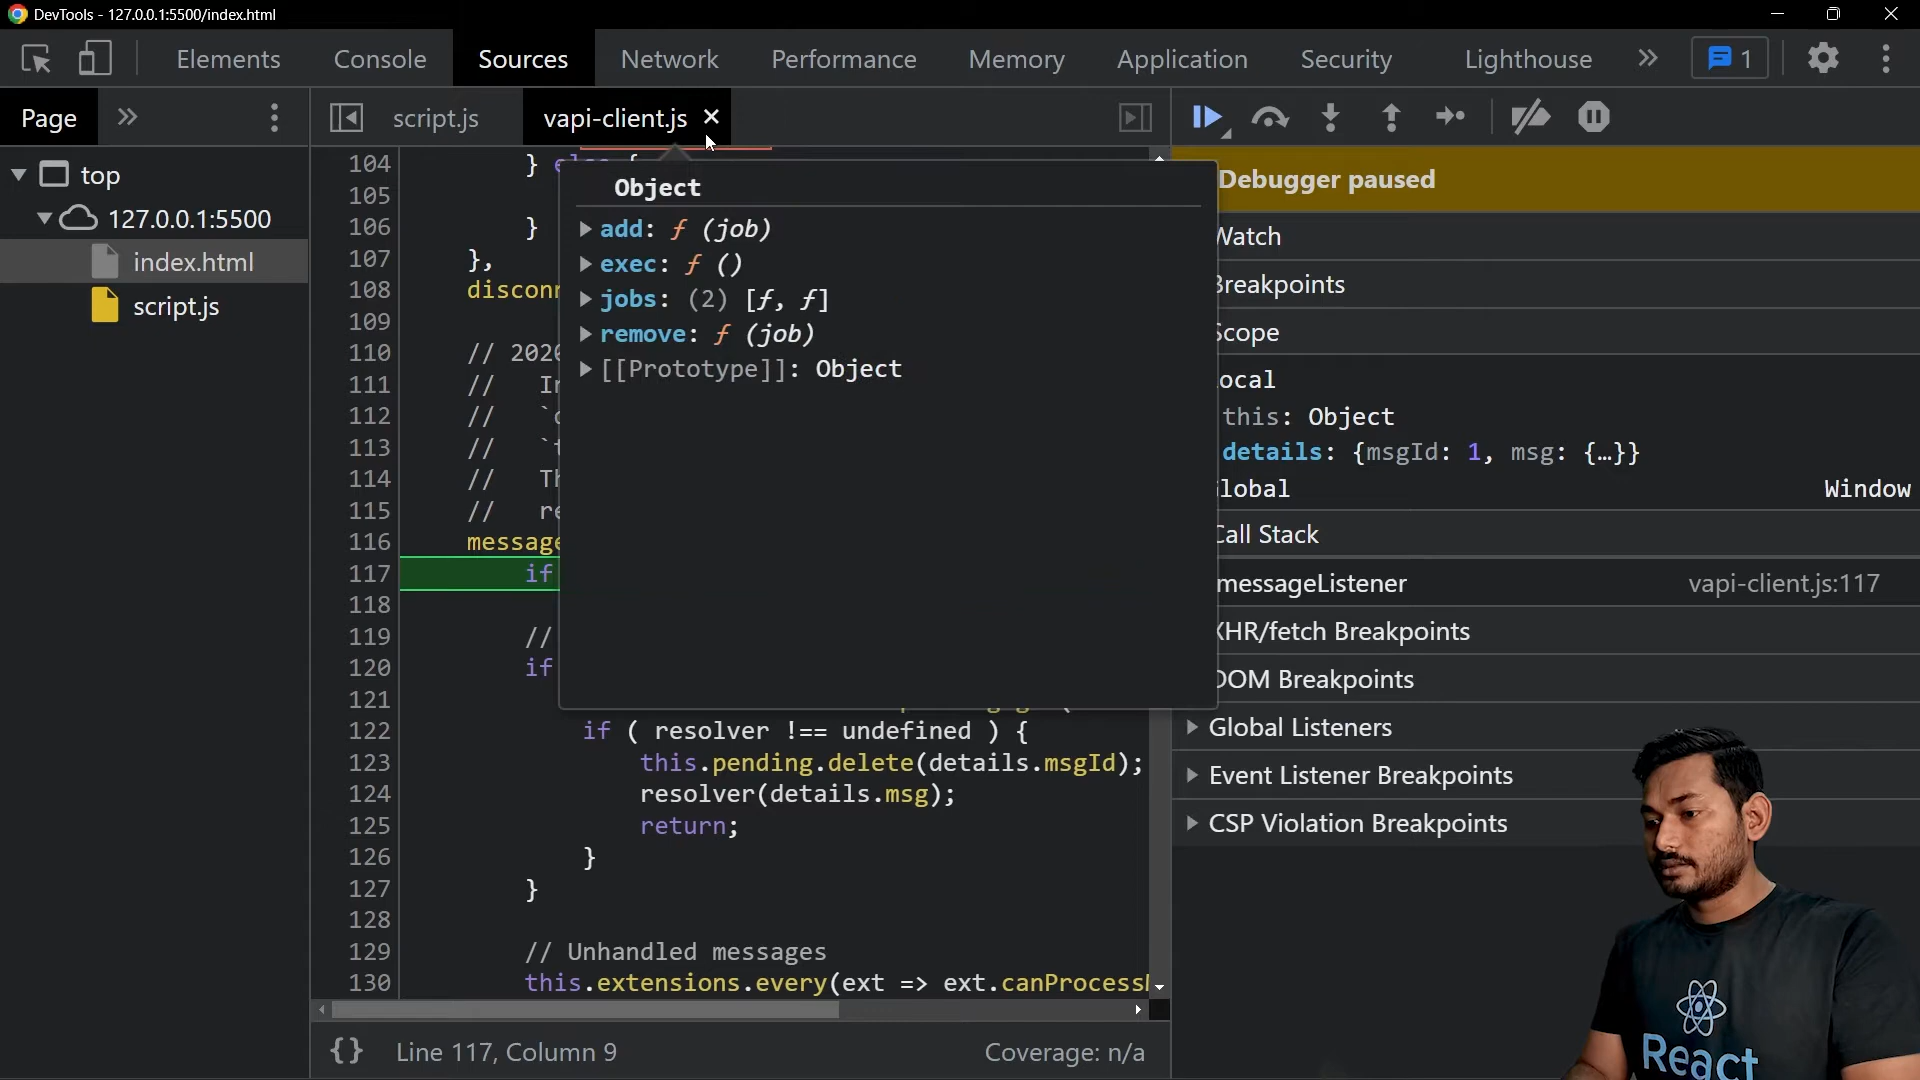 DevTools - 127.0.0.1:5500/index.html
Elements Console Sources Network Performance Memory Application Security Lighthouse » 1
Page » script.js vapi-client.js ×
top
127.0.0.1:5500
index.html
script.js
104 } else {
105
106 }
107 },
108
109
110 // 2020
111 //
112 //
113 //
114 //
115 //
116 message
117 if
118
119 //
120 if
121
122 if ( resolver !== undefined ) {
123 this.pending.delete(details.msgId);
124 resolver(details.msg);
125 return;
126 }
127 }
128
129 // Unhandled messages
130 this.extensions.every(ext => ext.canProcess
Object
add: ƒ (job)
exec: ƒ ()
jobs: (2) [ƒ, ƒ]
remove: ƒ (job)
[[Prototype]]: Object
Debugger paused
Watch
Breakpoints
Scope
Local
this: Object
details: {msgId: 1, msg: {…}}
Global Window
Call Stack
messageListener vapi-client.js:117
XHR/fetch Breakpoints
DOM Breakpoints
Global Listeners
Event Listener Breakpoints
CSP Violation Breakpoints
{} Line 117, Column 9 Coverage: n/a
React